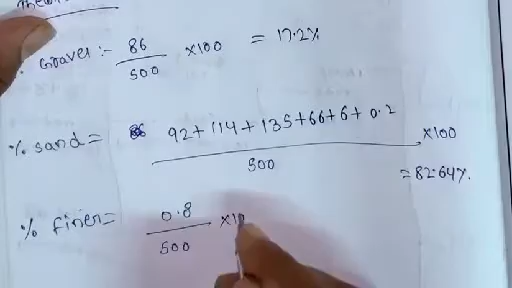 Graves :- 86/500 ×100 = 17.2%
% sand = 92+114+135+66+6+0.2/500 ×100
= 82.64%.
% finer = 0.8/500 ×10